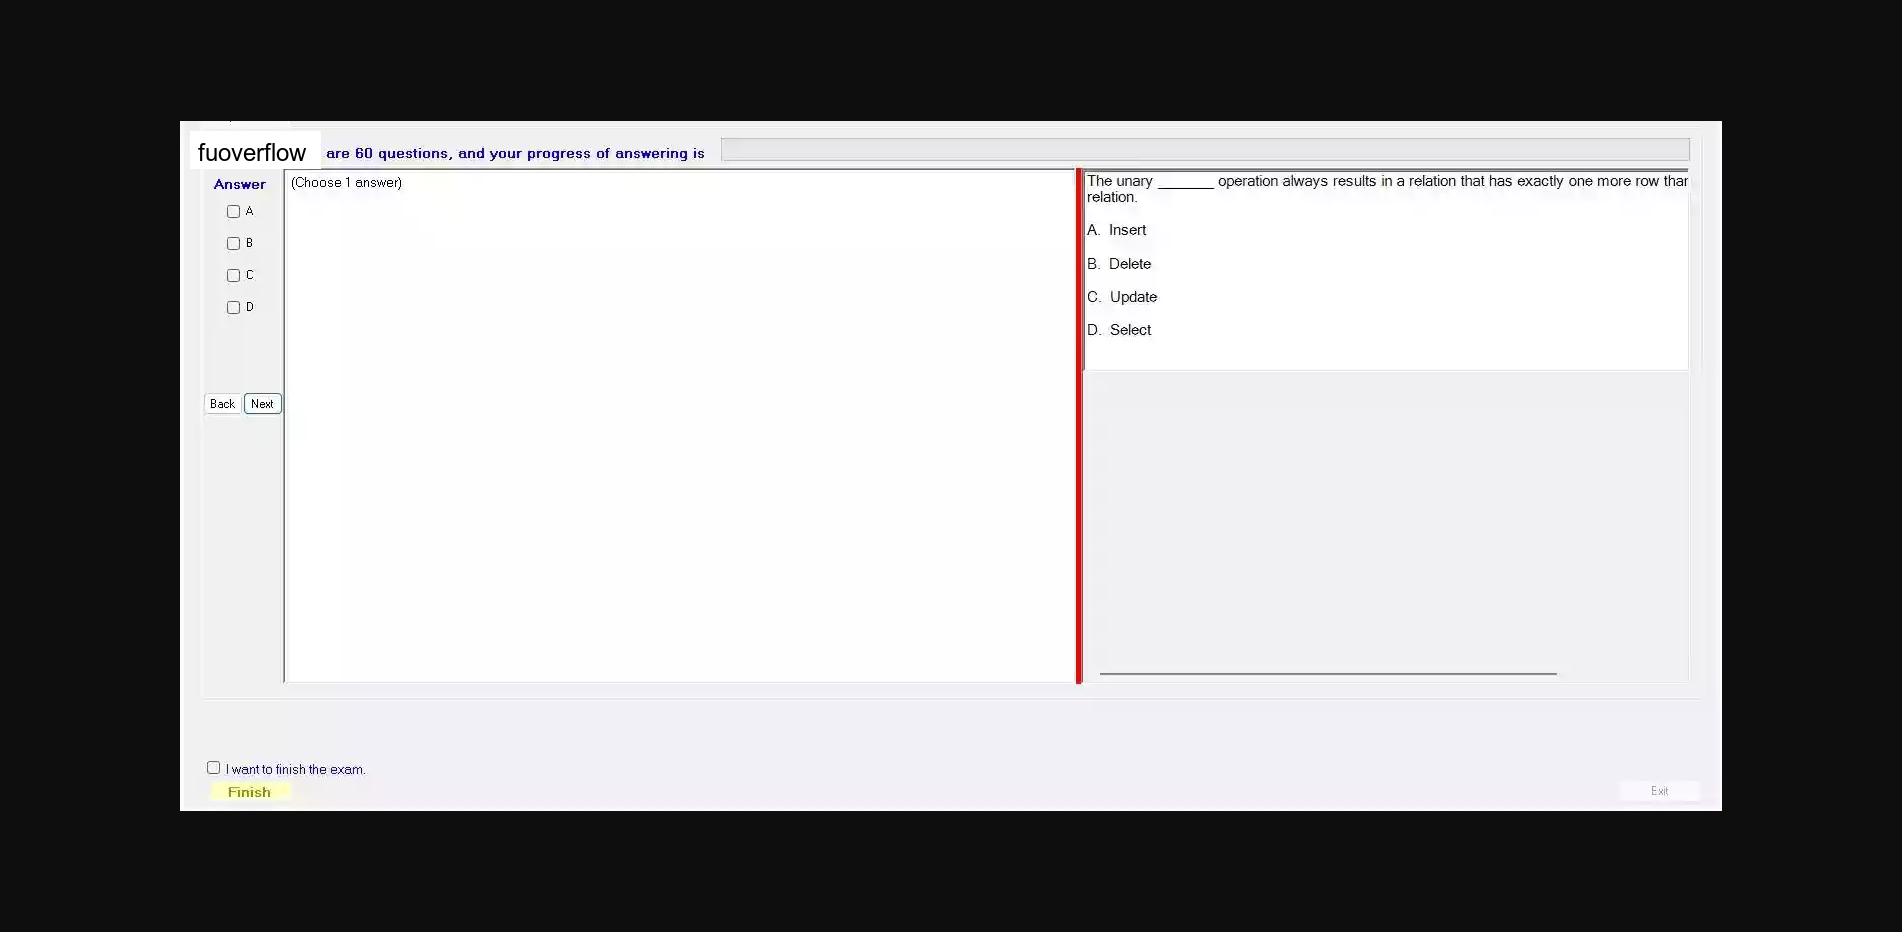 fuoverflow are 60 questions, and your progress of answering is
Answer
A
B
C
D
Back Next
(Choose 1 answer)
The unary _______ operation always results in a relation that has exactly one more row than
relation.
A. Insert
B. Delete
C. Update
D. Select
I want to finish the exam.
Finish
Exit